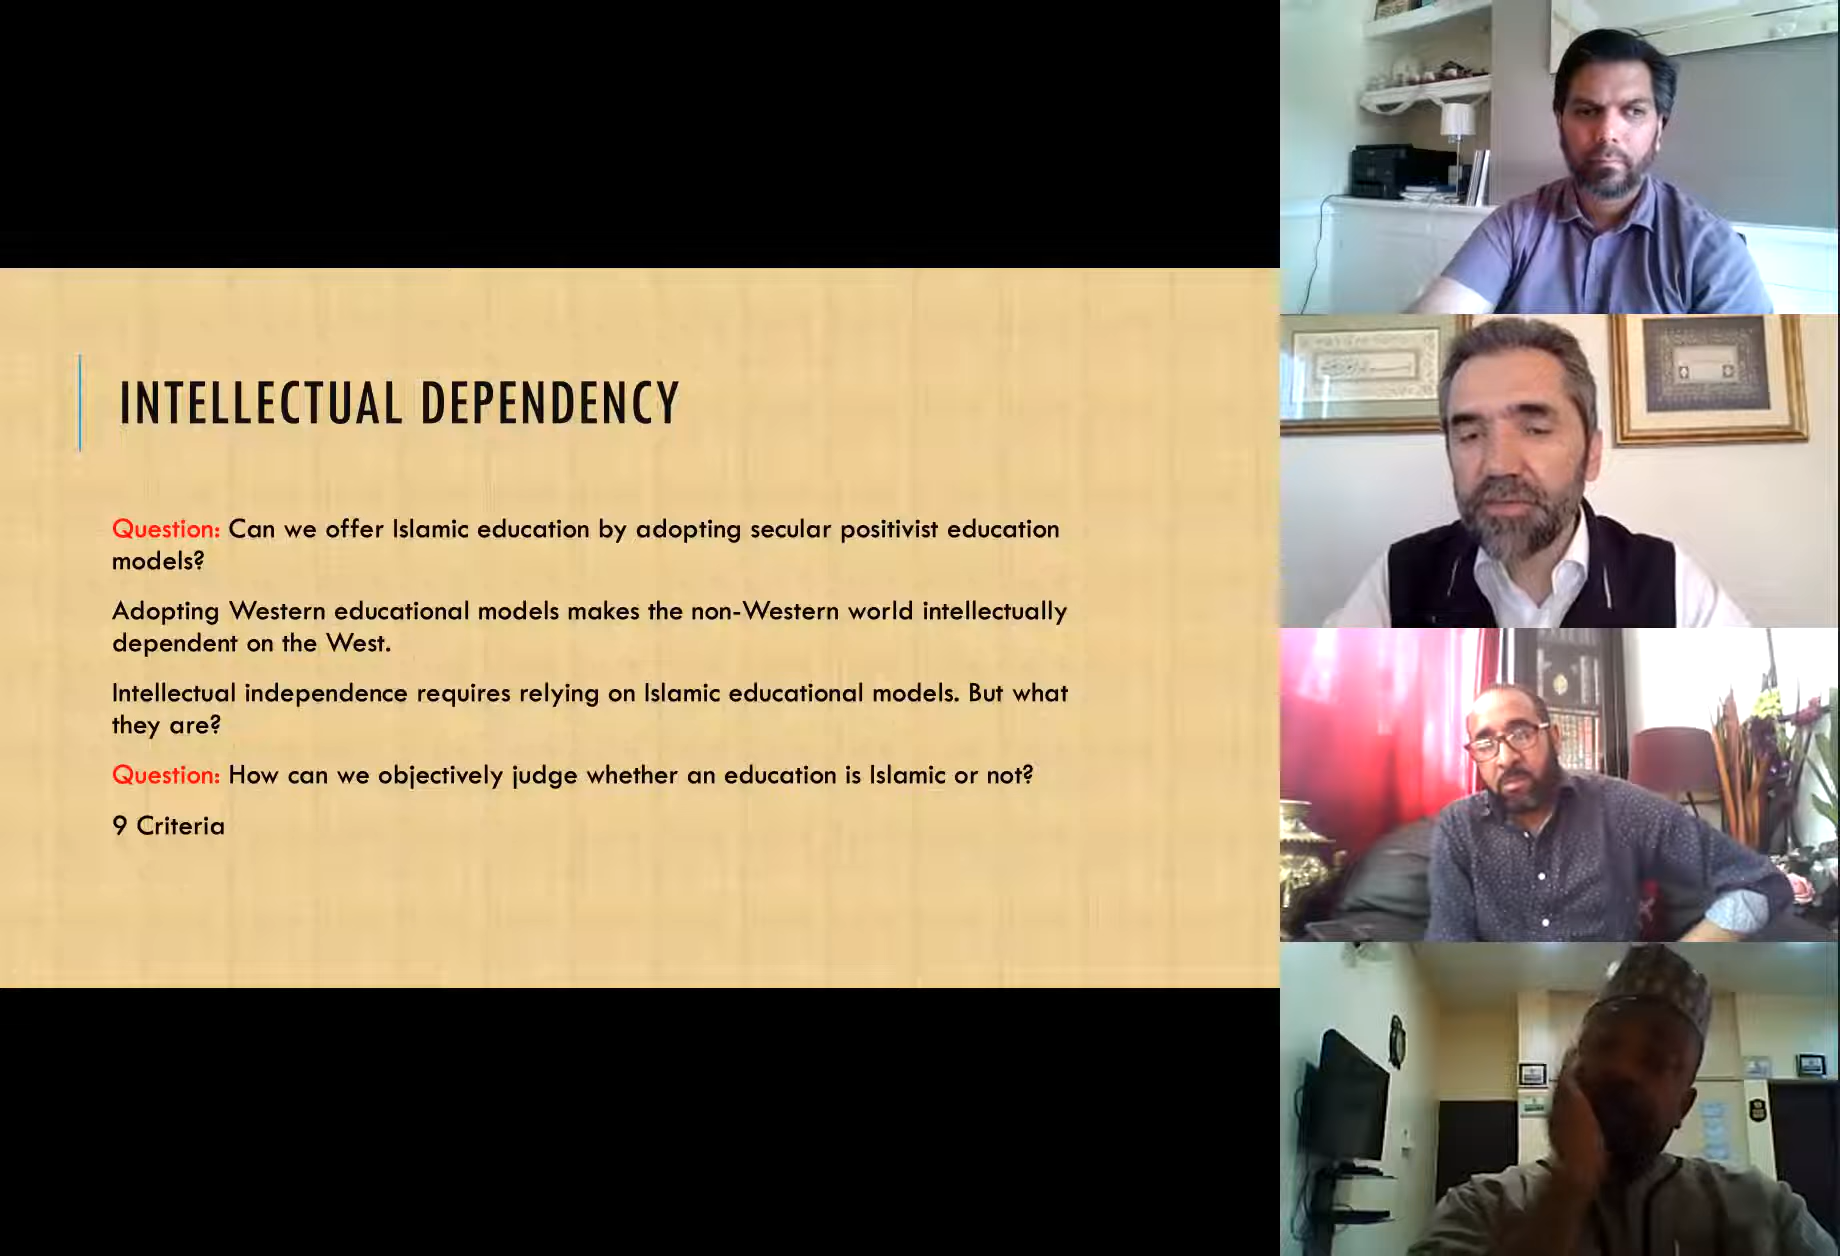 INTELLECTUAL DEPENDENCY
Question: Can we offer Islamic education by adopting secular positivist education
models?
Adopting Western educational models makes the non-Western world intellectually
dependent on the West.
Intellectual independence requires relying on Islamic educational models. But what
they are?
Question: How can we objectively judge whether an education is Islamic or not?
9 Criteria